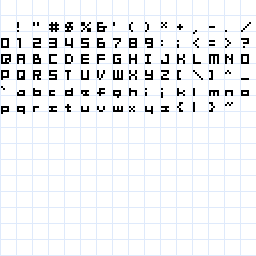 ! " # $ % & ' ( ) * + , - . /
0 1 2 3 4 5 6 7 8 9 : ; < = > ?
@ A B C D E F G H I J K L M N O
P Q R S T U V W X Y Z [ \ ] ^ _
` a b c d e f g h i j k l m n o
p q r s t u v w x y z { | } ~